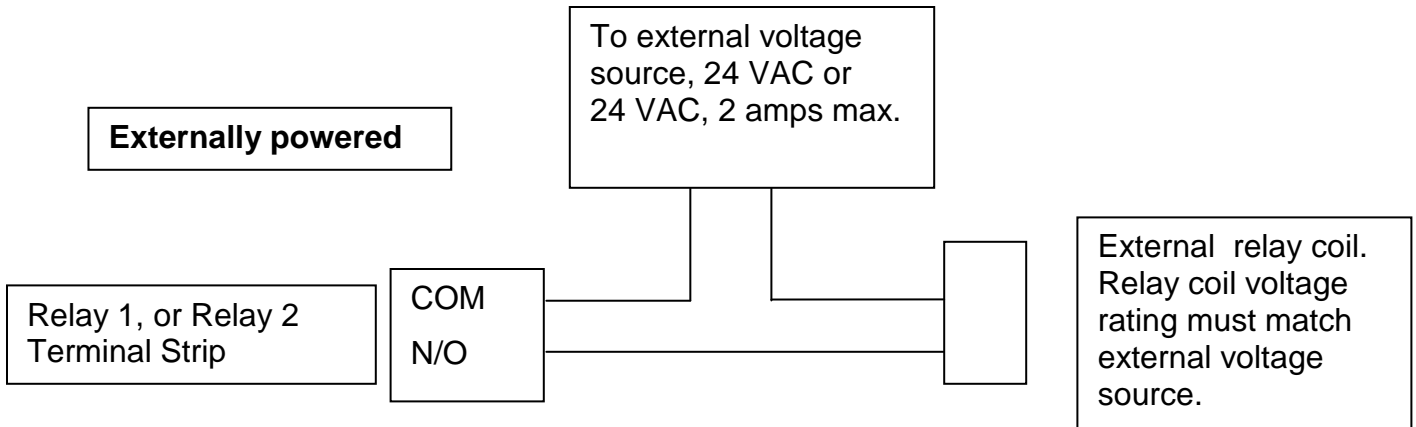 To external voltage
source, 24 VAC or
24 VAC, 2 amps max.
Externally powered
External relay coil.
Relay coil voltage
rating must match
external voltage
source.
Relay 1, or Relay 2
Terminal Strip
COM
N/O